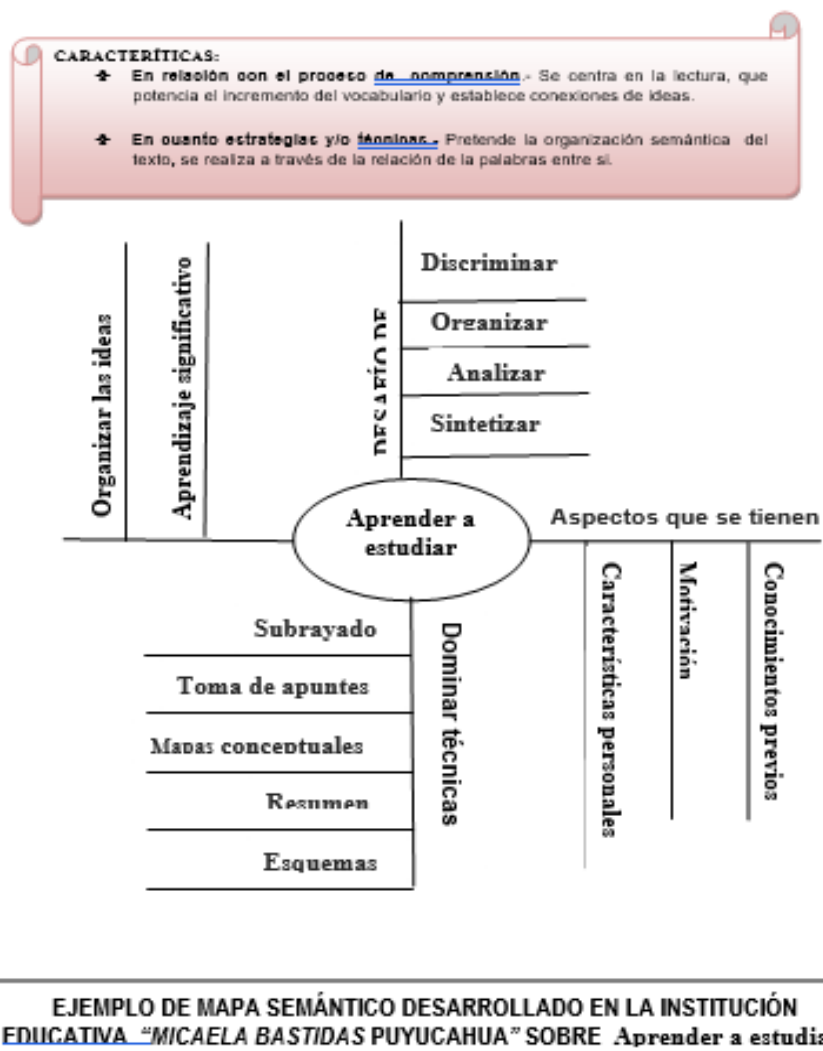 CARACTERÍTICAS:
En relación con el proceso de comprensión.- Se centra en la lectura, que
potencia el incremento del vocabulario y establece conexiones de ideas.
En cuanto estrategias y/o técnicas.- Pretende la organización semántica del
texto, se realiza a través de la relación de la palabras entre si.
Organizar las ideas
Aprendizaje significativo
DESAFÍO DE
Discriminar
Organizar
Analizar
Sintetizar
Aprender a
estudiar
Aspectos que se tienen
Características personales
Motivación
Conocimientos previos
Dominar técnicas
Subrayado
Toma de apuntes
Mapas conceptuales
Resumen
Esquemas
EJEMPLO DE MAPA SEMÁNTICO DESARROLLADO EN LA INSTITUCIÓN
EDUCATIVA "MICAELA BASTIDAS PUYUCAHUA" SOBRE Aprender a estudia